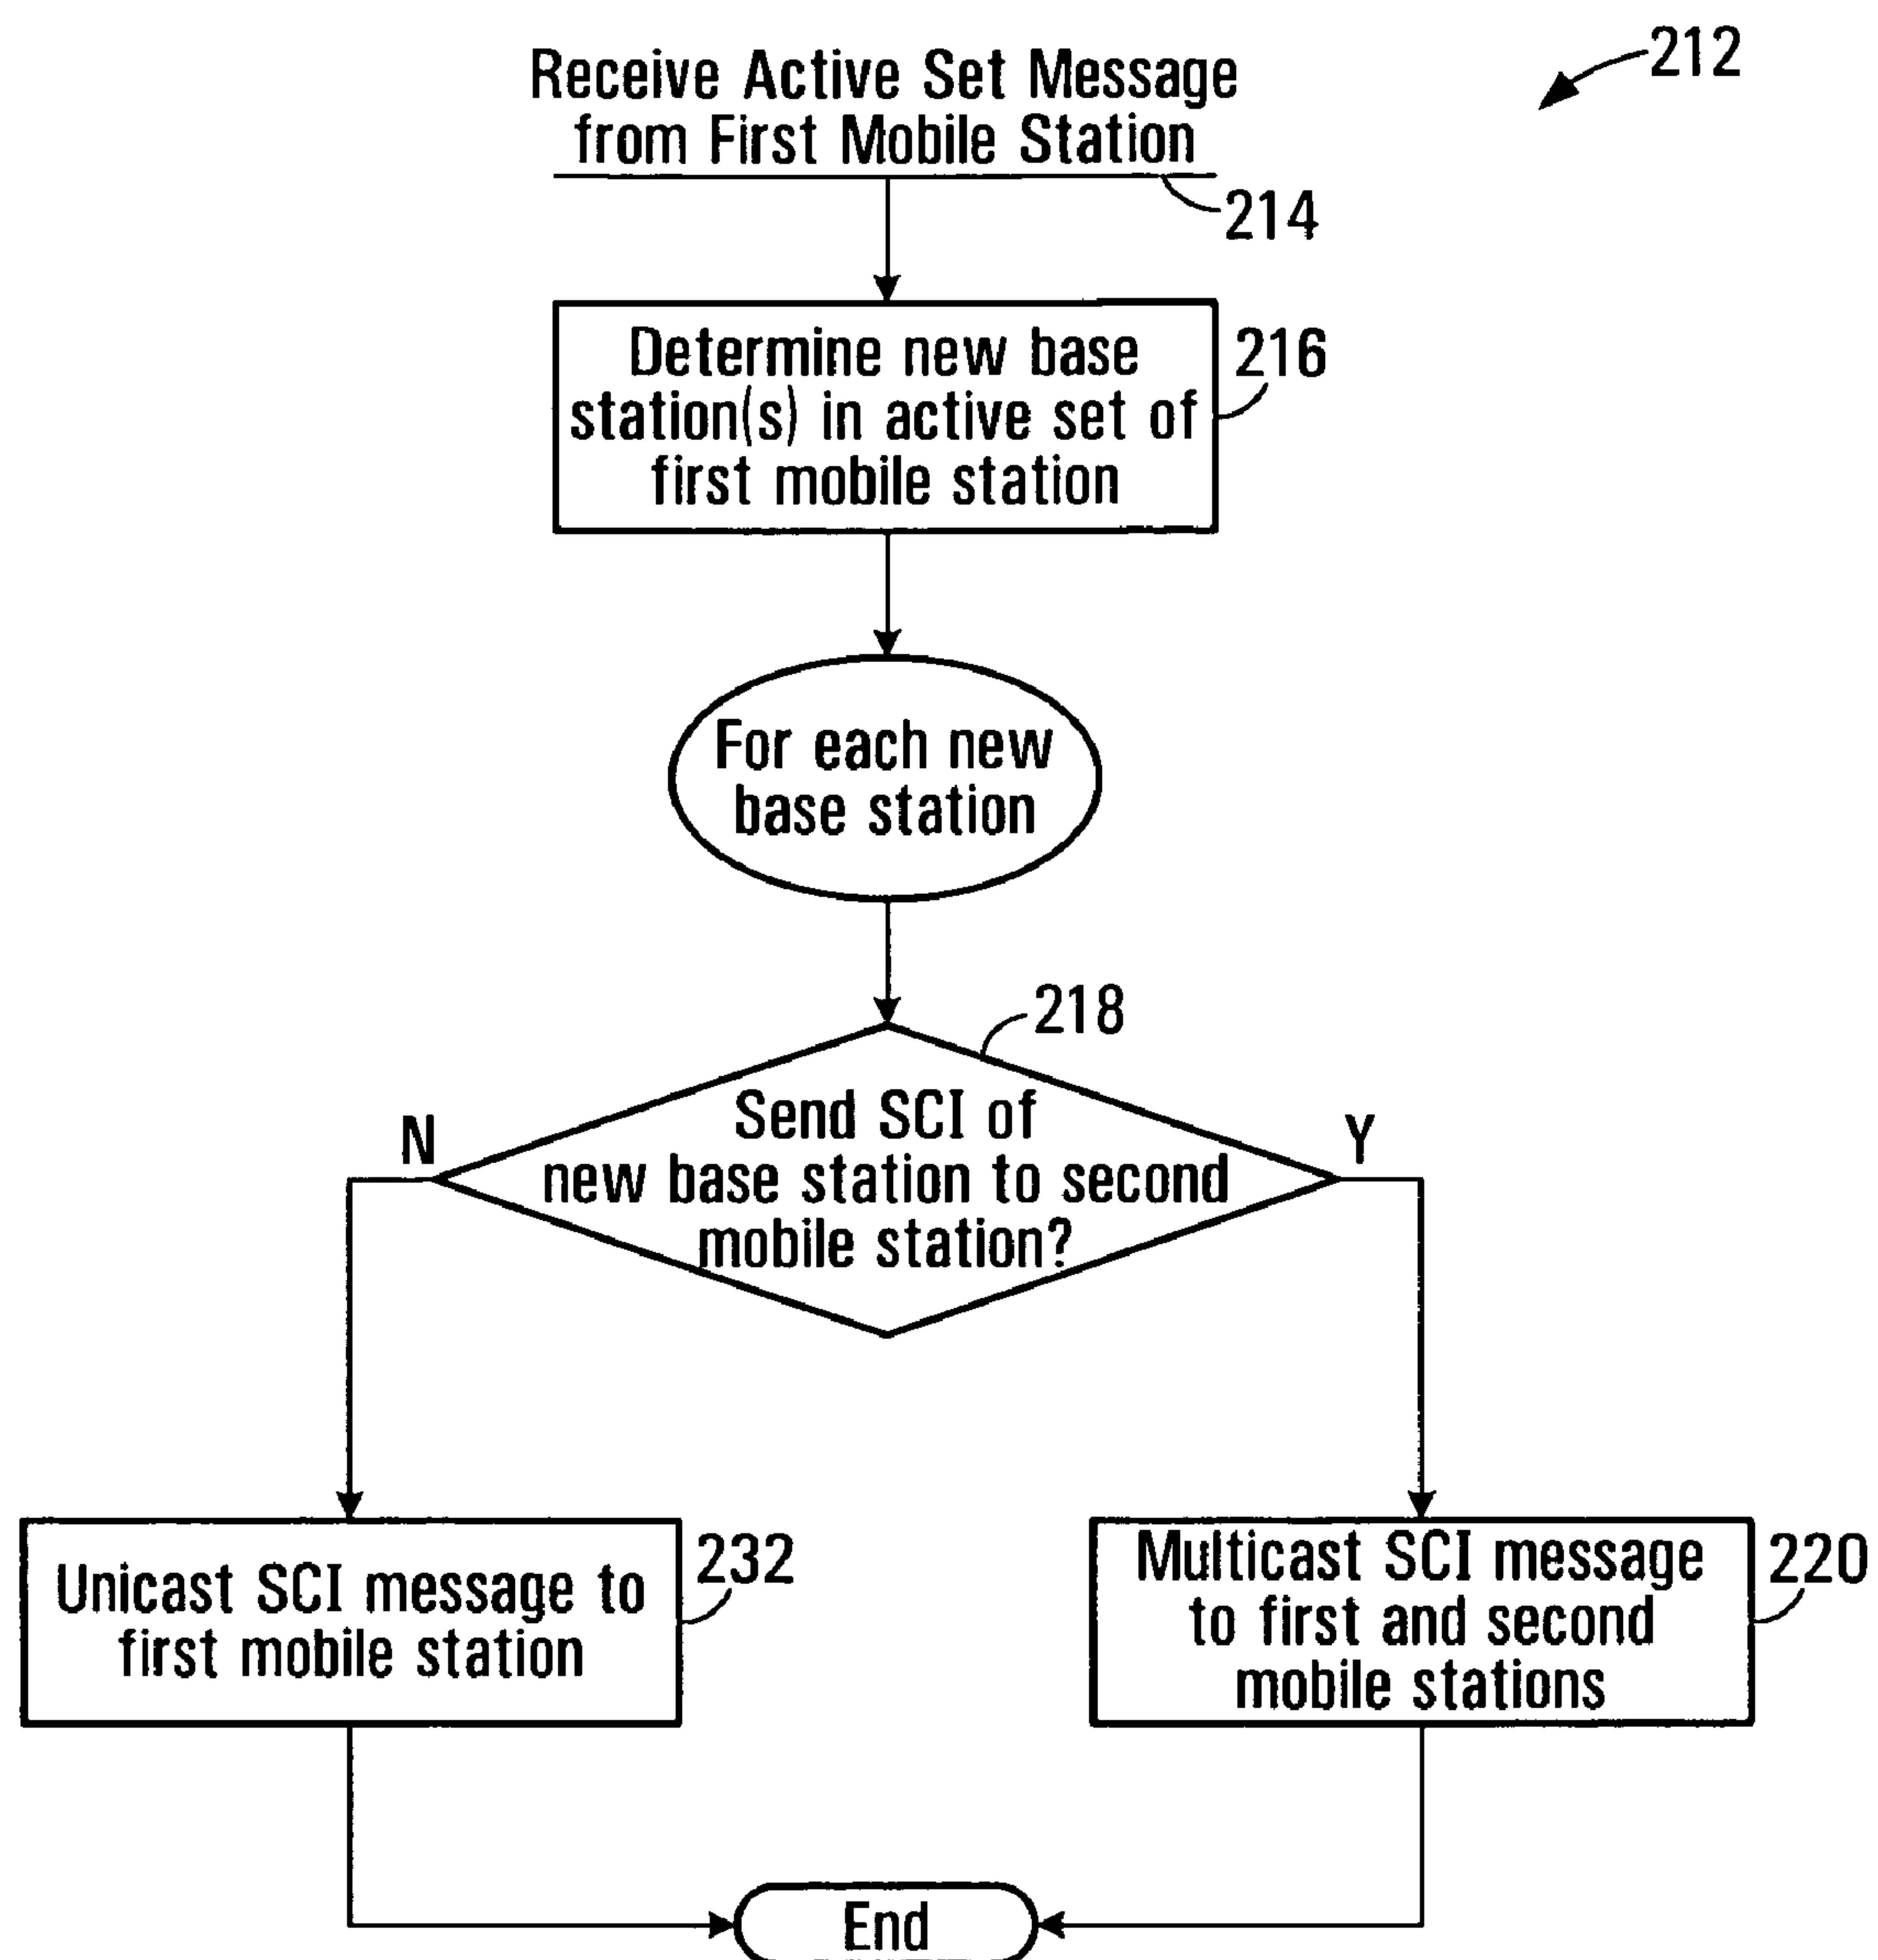 212
Receive Active Set Message
from First Mobile Station
214
Determine new base
station(s) in active set of
first mobile station
216
For each new
base station
218
Send SCI of
new base station to second
mobile station?
N
Y
Unicast SCI message to
first mobile station
232
Multicast SCI message
to first and second
mobile stations
220
End